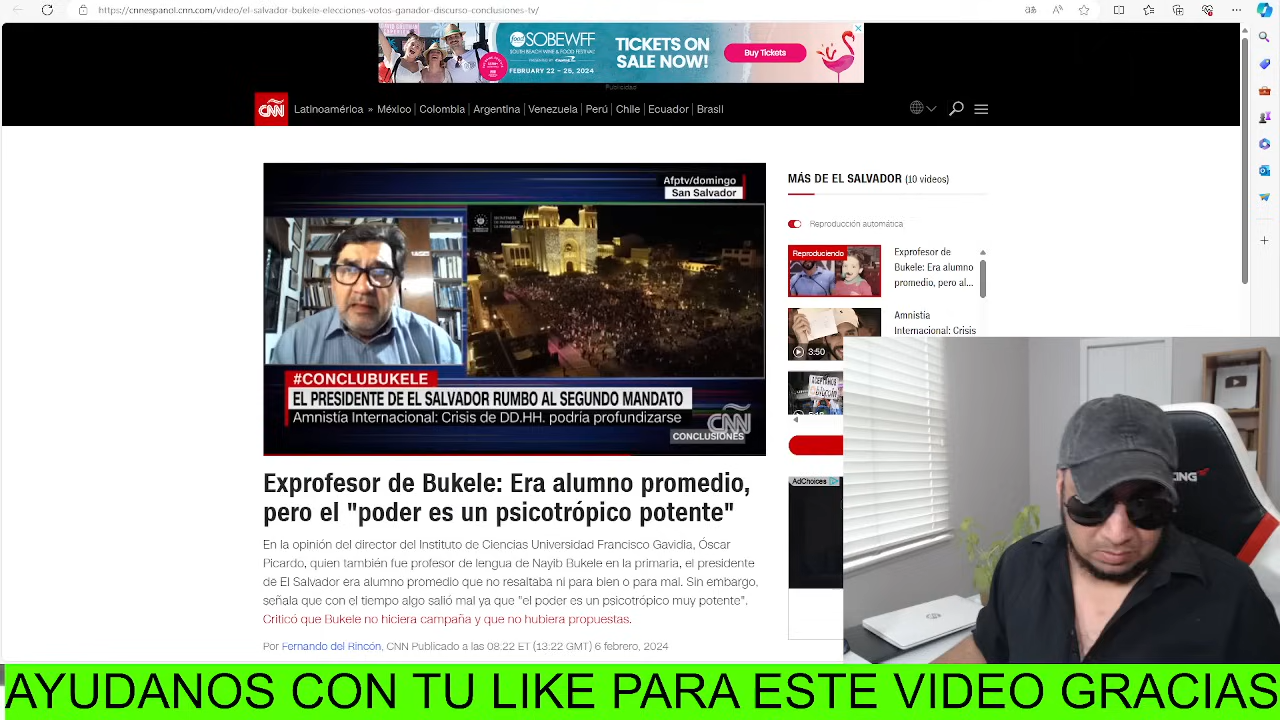 https://cnnespanol.cnn.com/video/el-salvador-bukele-elecciones-votos-ganador-discurso-conclusiones-tv/
food
SOBEWFF
SOUTH BEACH WINE & FOOD FESTIVAL
FEBRUARY 22 - 25, 2024
TICKETS ON
SALE NOW!
Buy Tickets
Publicidad
CNN
Latinoamérica » México
Colombia
Argentina
Venezuela
Perú
Chile
Ecuador
Brasil
Afptv/domingo
San Salvador
#CONCLUBUKELE
EL PRESIDENTE DE EL SALVADOR RUMBO AL SEGUNDO MANDATO
Amnistía Internacional: Crisis de DD.HH. podría profundizarse
CNN
CONCLUSIONES
MÁS DE EL SALVADOR (10 videos)
Reproducción automática
Reproduciendo
Exprofesor de
Bukele: Era alumno
promedio, pero al...
Amnistía
Internacional: Crisis
3:50
AdChoices
Exprofesor de Bukele: Era alumno promedio,
pero el "poder es un psicotrópico potente"
En la opinión del director del Instituto de Ciencias Universidad Francisco Gavidia, Óscar
Picardo, quien también fue profesor de lengua de Nayib Bukele en la primaria, el presidente
de El Salvador era alumno promedio que no resaltaba ni para bien o para mal. Sin embargo,
señala que con el tiempo algo salió mal ya que "el poder es un psicotrópico muy potente".
Criticó que Bukele no hiciera campaña y que no hubiera propuestas.
Por Fernando del Rincón, CNN Publicado a las 08:22 ET (13:22 GMT) 6 febrero, 2024
AYUDANOS CON TU LIKE PARA ESTE VIDEO GRACIAS